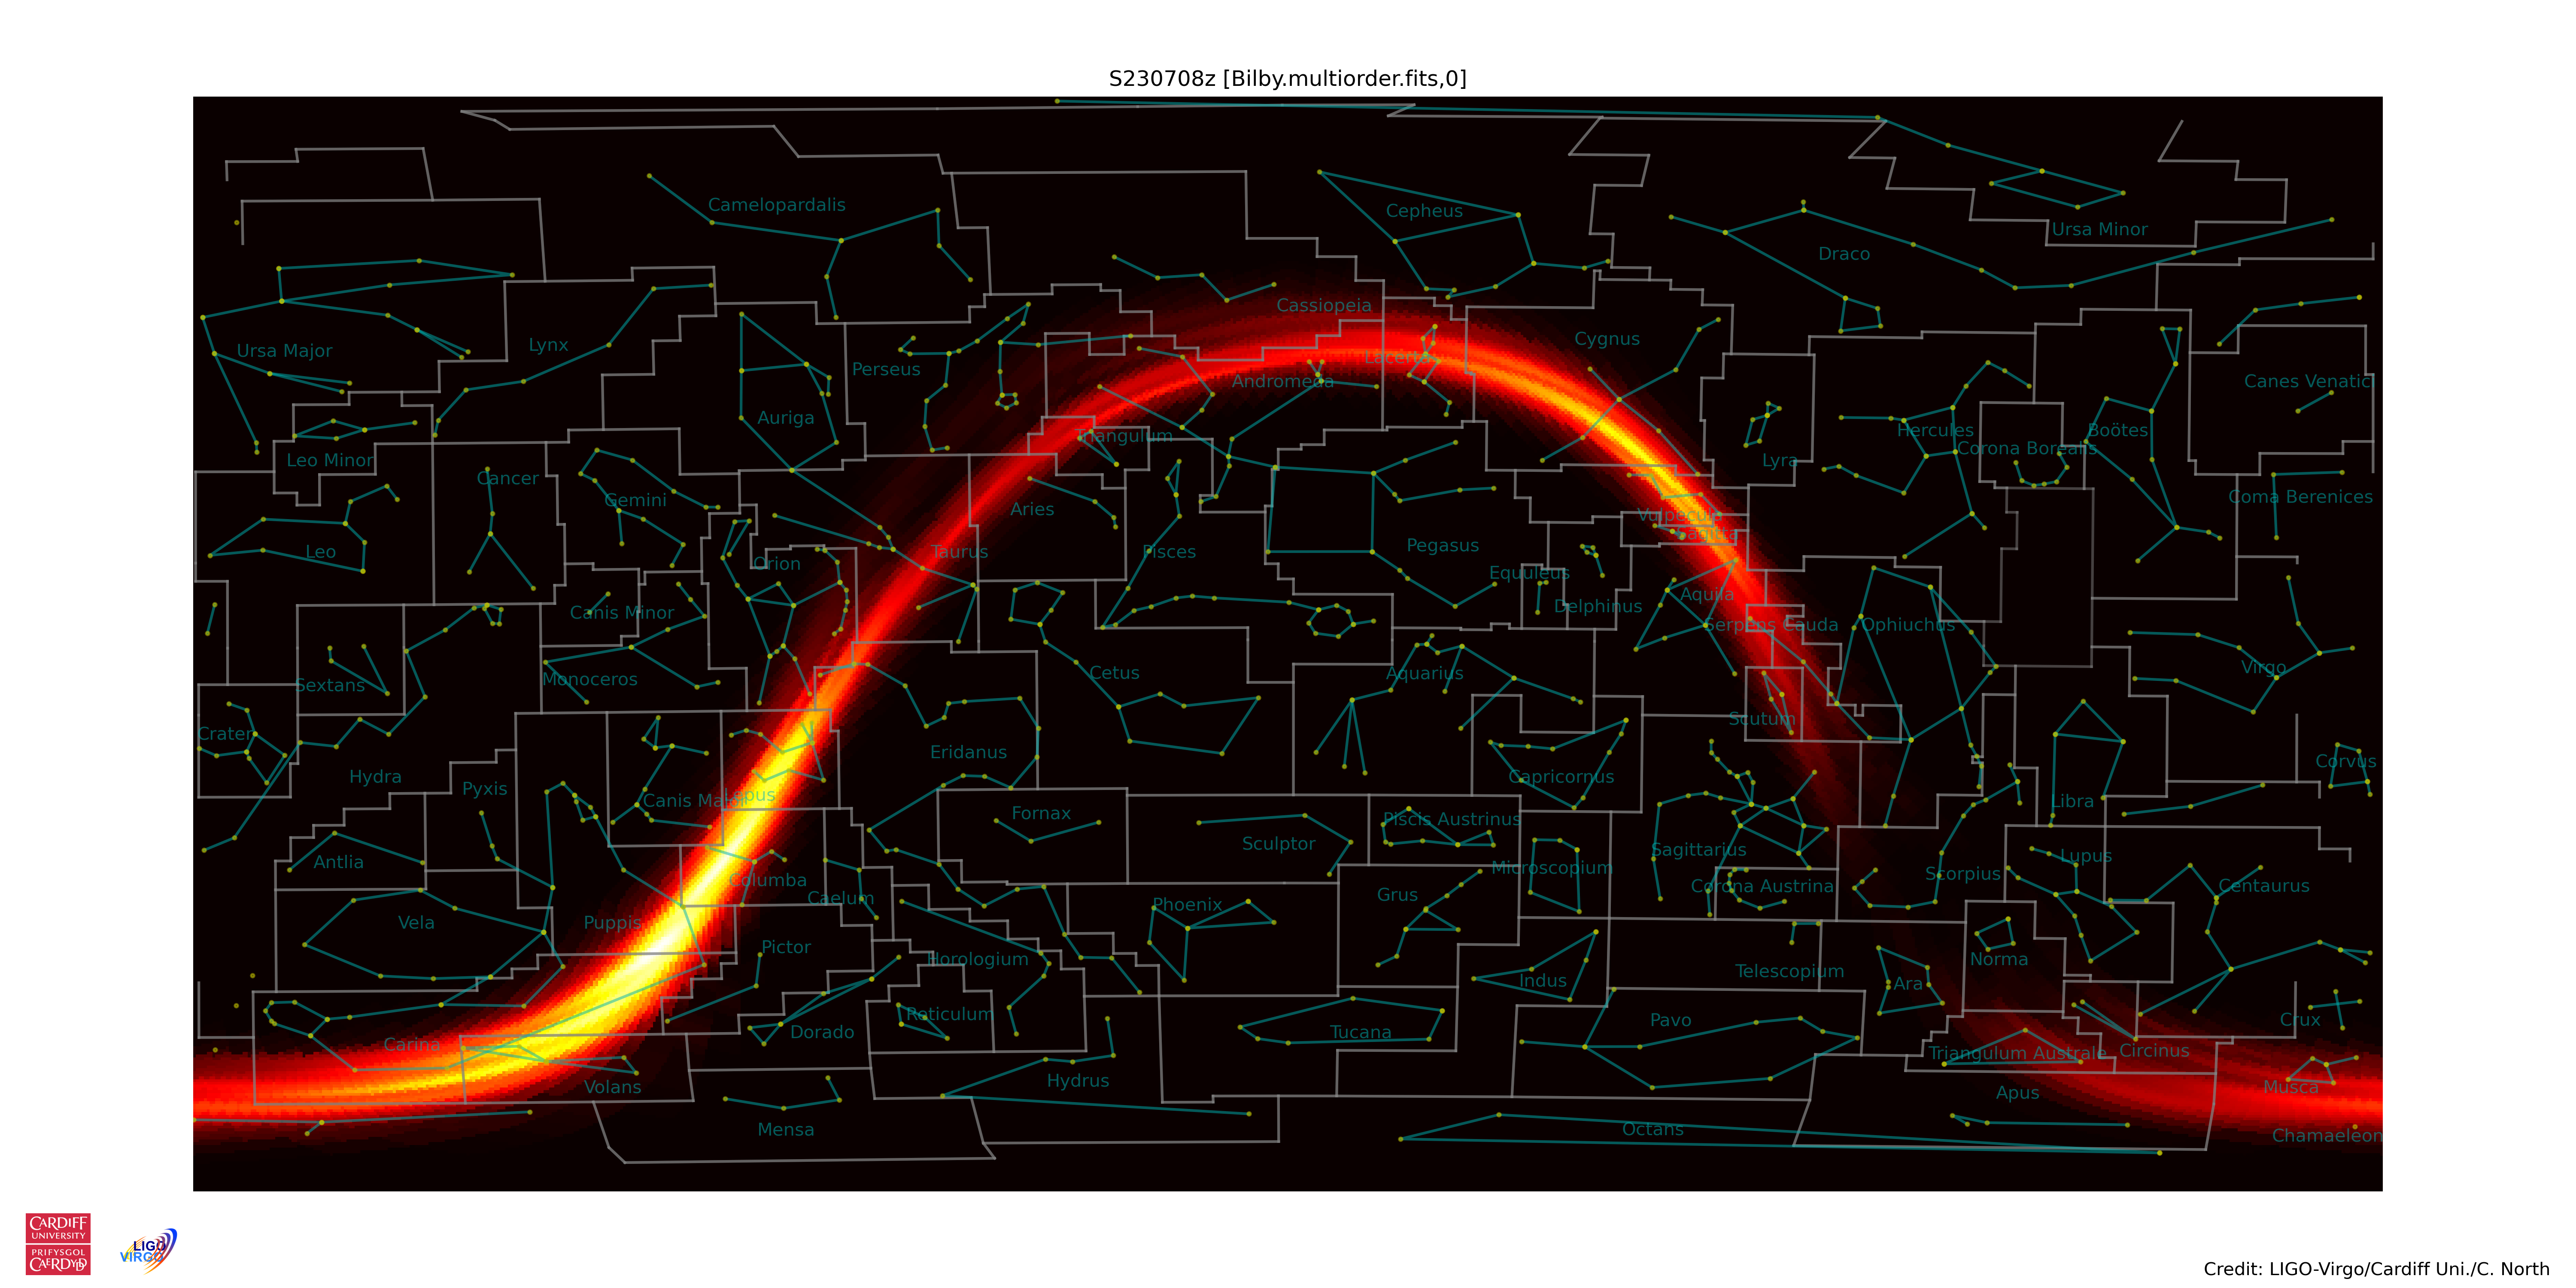 S230708z [Bilby.multiorder.fits,0]
Camelopardalis
Cepheus
Ursa Minor
Draco
Cassiopeia
Ursa Major
Lynx
Perseus
Lacerta
Cygnus
Andromeda
Canes Venatici
Auriga
Triangulum
Hercules
Boötes
Corona Borealis
Leo Minor
Lyra
Cancer
Gemini
Aries
Coma Berenices
Vulpecula
Sagitta
Leo
Orion
Taurus
Pisces
Pegasus
Equuleus
Canis Minor
Delphinus
Aquila
Serpens Cauda
Ophiuchus
Sextans
Monoceros
Cetus
Aquarius
Virgo
Crater
Scutum
Eridanus
Hydra
Pyxis
Capricornus
Corvus
Canis Major
Lepus
Fornax
Piscis Austrinus
Libra
Antlia
Sculptor
Sagittarius
Lupus
Microscopium
Columba
Caelum
Grus
Corona Austrina
Scorpius
Centaurus
Phoenix
Vela
Puppis
Pictor
Horologium
Norma
Telescopium
Indus
Ara
Reticulum
Pavo
Crux
Dorado
Tucana
Carina
Triangulum Australe
Circinus
Volans
Hydrus
Musca
Apus
Mensa
Octans
Chamaeleon
CARDIFF
UNIVERSITY
PRIFYSGOL
CAERDYDD
LIGO
VIRGO
Credit: LIGO-Virgo/Cardiff Uni./C. North